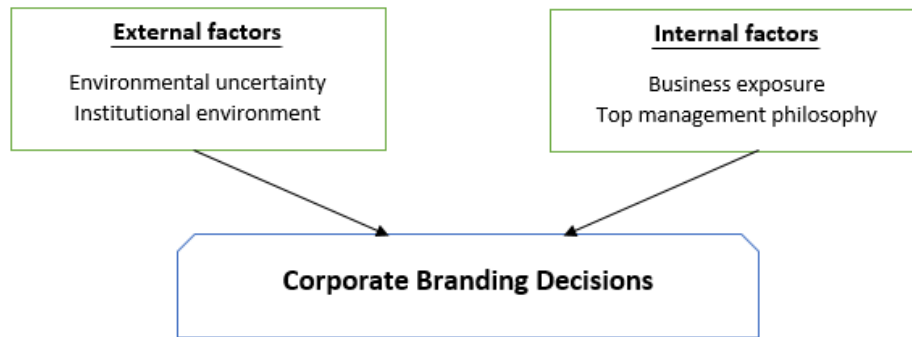 External factors
Environmental uncertainty
Institutional environment
Internal factors
Business exposure
Top management philosophy
Corporate Branding Decisions